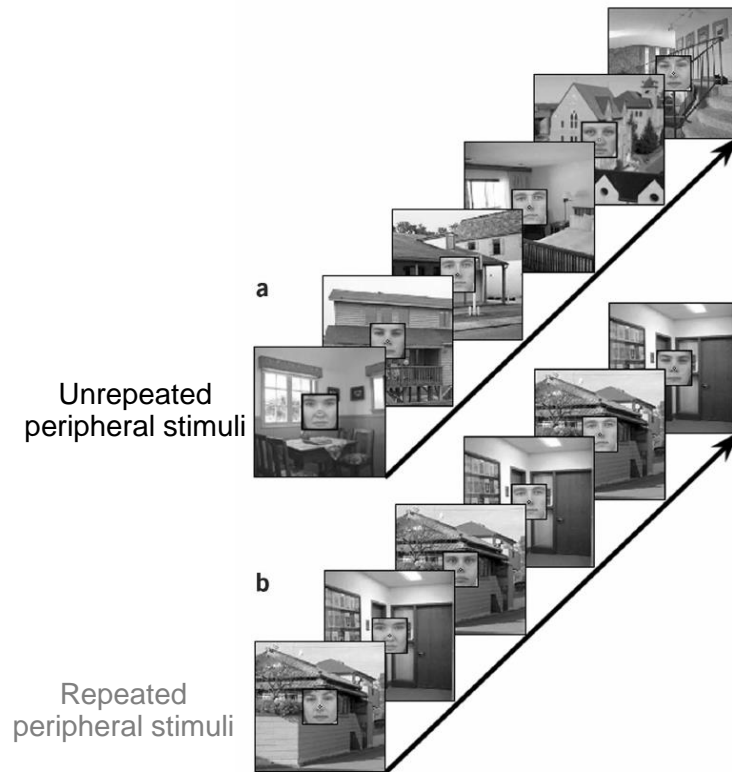 a
Unrepeated
peripheral stimuli
b
Repeated
peripheral stimuli